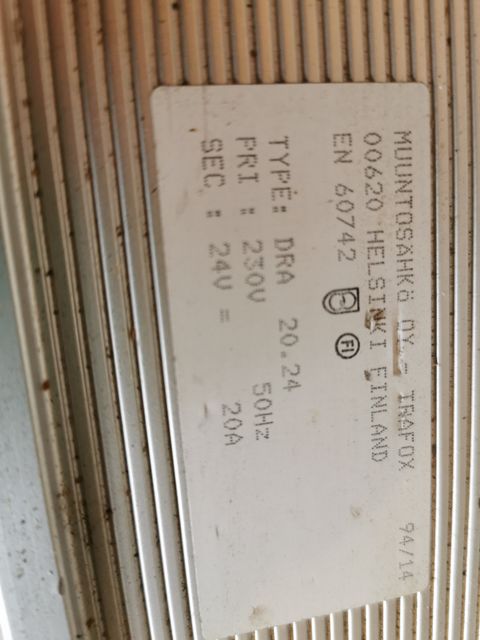 MUUNTOSÄHKÖ OY.- TRAFOX 94/14
00620 HELSINKI FINLAND
EN 60742 FI
TYPE: DRA 20.24
PRI : 230V 50Hz
SEC : 24V = 20A